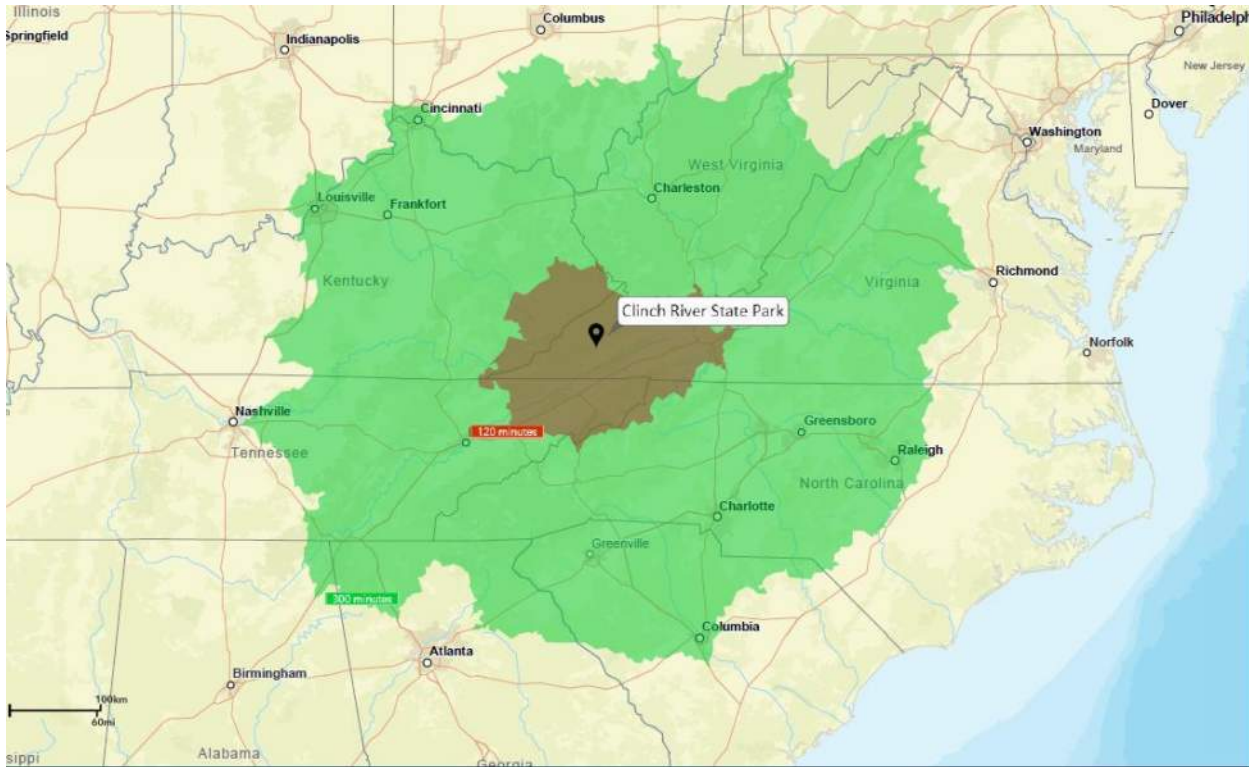 Illinois
Springfield
Indianapolis
Columbus
Philadelph
New Jersey
Cincinnati
Dover
Washington
Maryland
West Virginia
Charleston
Louisville
Frankfort
Kentucky
Virginia
Richmond
Clinch River State Park
Norfolk
Nashville
Tennessee
120 minutes
Greensboro
Raleigh
North Carolina
Charlotte
Greenville
300 minutes
Columbia
Atlanta
Birmingham
100km
60mi
Alabama
sippi
Georgia